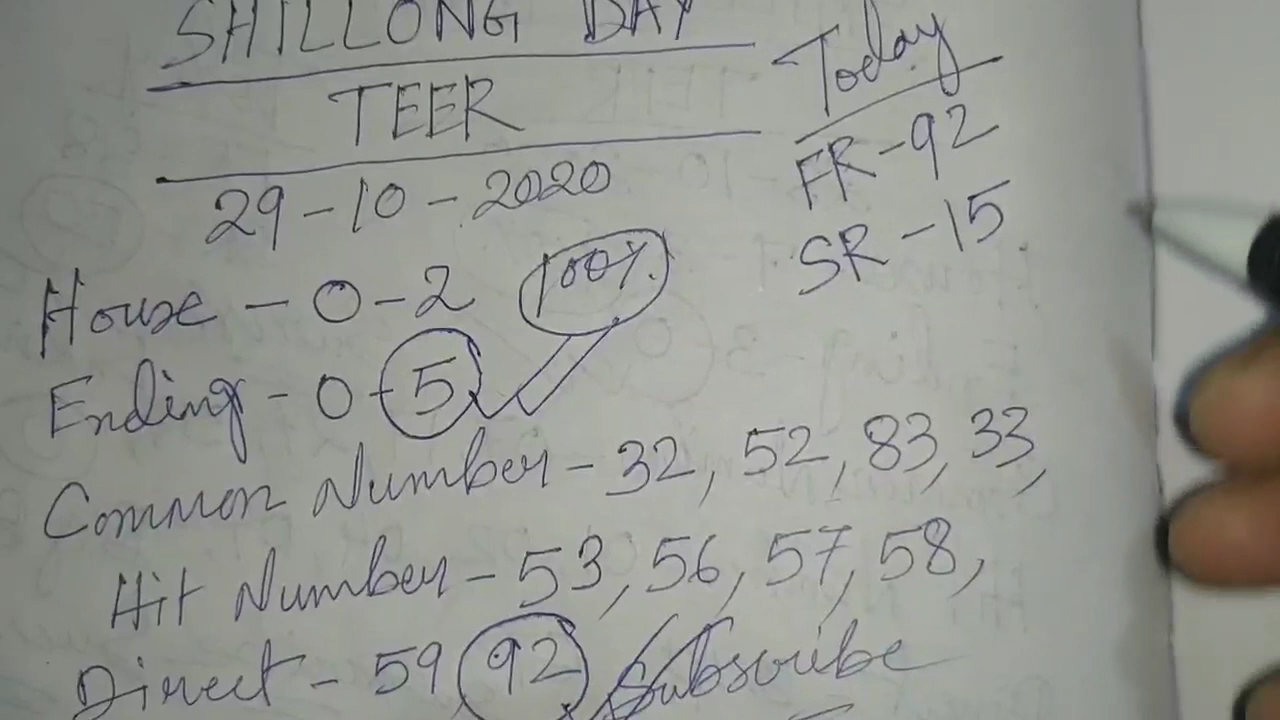 SHILLONG DAY
TEER
29-10-2020
Today
FR-92
SR-15
House - 0-2 100%.
Ending - 0-5
Common Number - 32, 52, 83, 33,
Hit Number - 53, 56, 57, 58,
Direct - 59 92 Subscribe